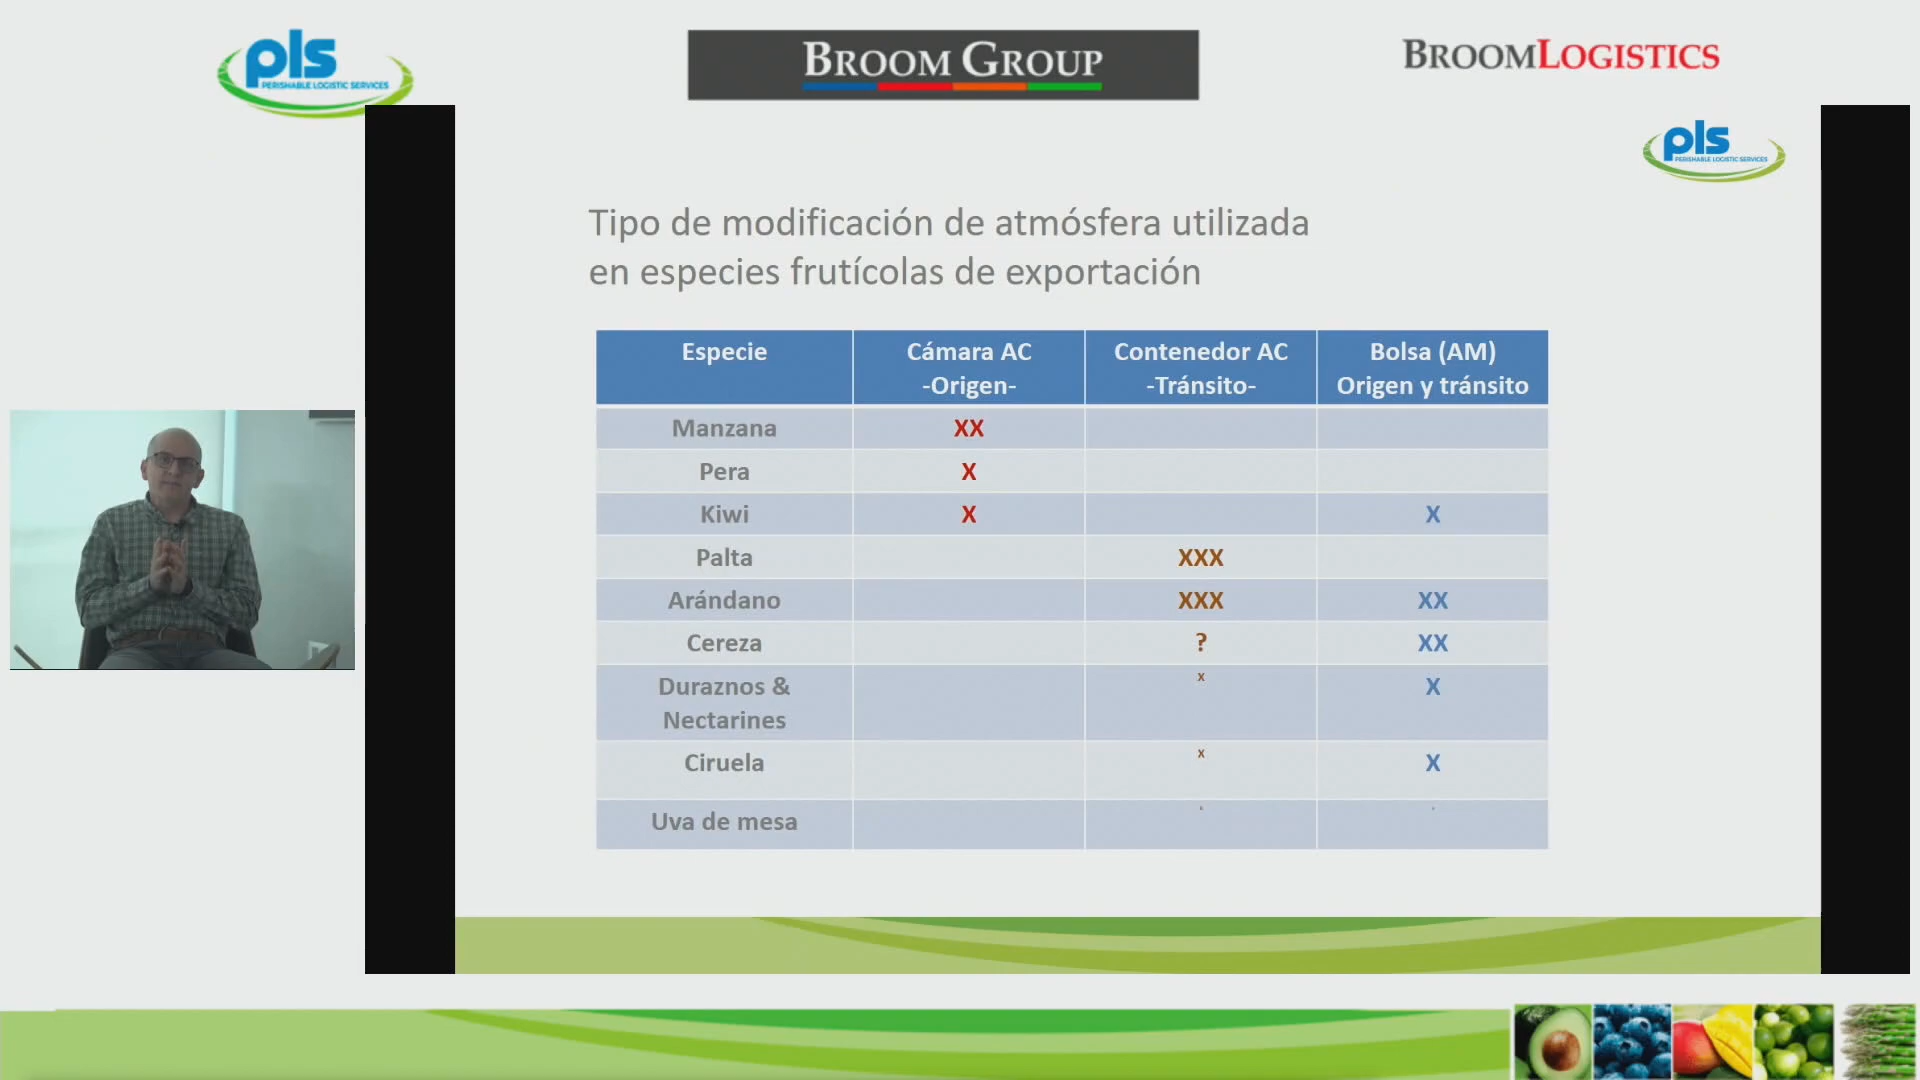 pls
PERISHABLE LOGISTIC SERVICES
BROOM GROUP
BROOMLOGISTICS
pls
PERISHABLE LOGISTIC SERVICES
Tipo de modificación de atmósfera utilizada
en especies frutícolas de exportación
Especie
Cámara AC
-Origen-
Contenedor AC
-Tránsito-
Bolsa (AM)
Origen y tránsito
Manzana XX
Pera X
Kiwi X X
Palta XXX
Arándano XXX XX
Cereza ? XX
Duraznos & x X
Nectarines
Ciruela x X
Uva de mesa